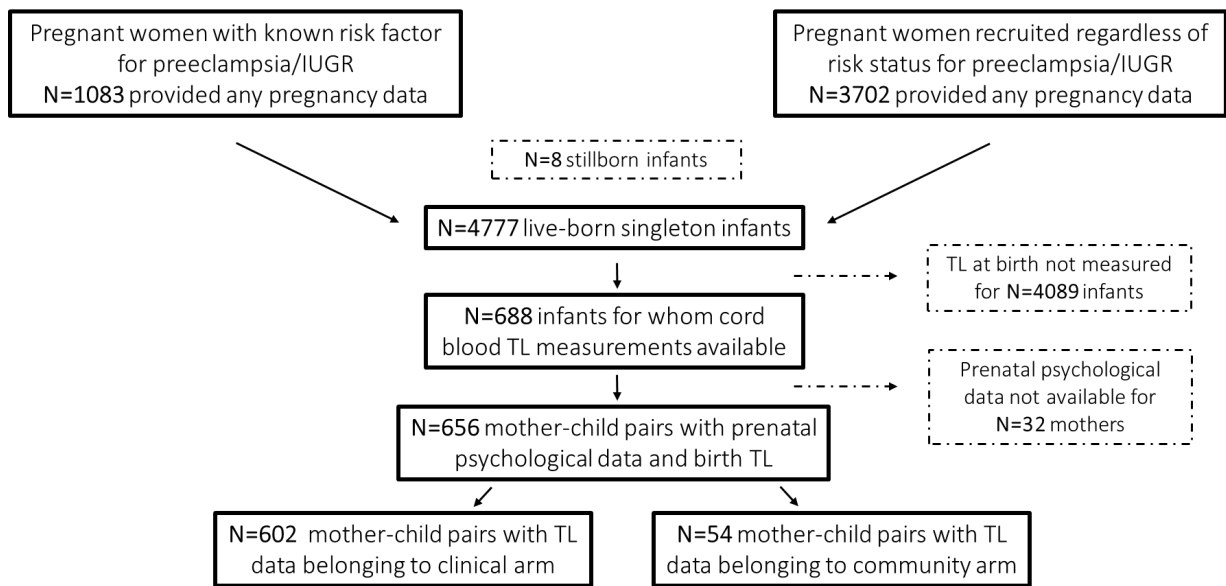 Pregnant women with known risk factor
for preeclampsia/IUGR
N=1083 provided any pregnancy data
Pregnant women recruited regardless of
risk status for preeclampsia/IUGR
N=3702 provided any pregnancy data
N=8 stillborn infants
N=4777 live-born singleton infants
TL at birth not measured
for N=4089 infants
N=688 infants for whom cord
blood TL measurements available
Prenatal psychological
data not available for
N=32 mothers
N=656 mother-child pairs with prenatal
psychological data and birth TL
N=602 mother-child pairs with TL
data belonging to clinical arm
N=54 mother-child pairs with TL
data belonging to community arm